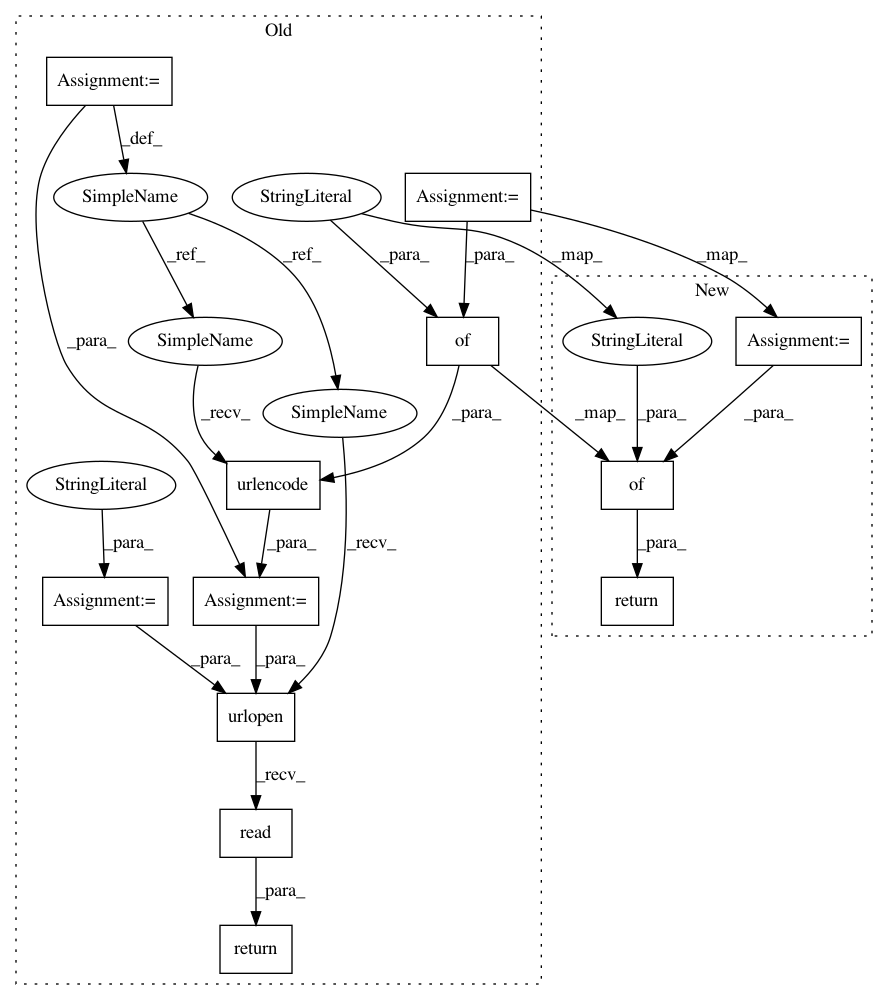 Old
Assignment:=
_def_
SimpleName
StringLiteral
Assignment:=
_ref_
_ref_
_para_
_para_
_map_
_map_
New
_para_
SimpleName
of
StringLiteral
Assignment:=
SimpleName
_recv_
_para_
_map_
_para_
_para_
StringLiteral
urlencode
of
_para_
_para_
_recv_
_para_
Assignment:=
Assignment:=
return
_para_
_para_
urlopen
_recv_
read
_para_
return